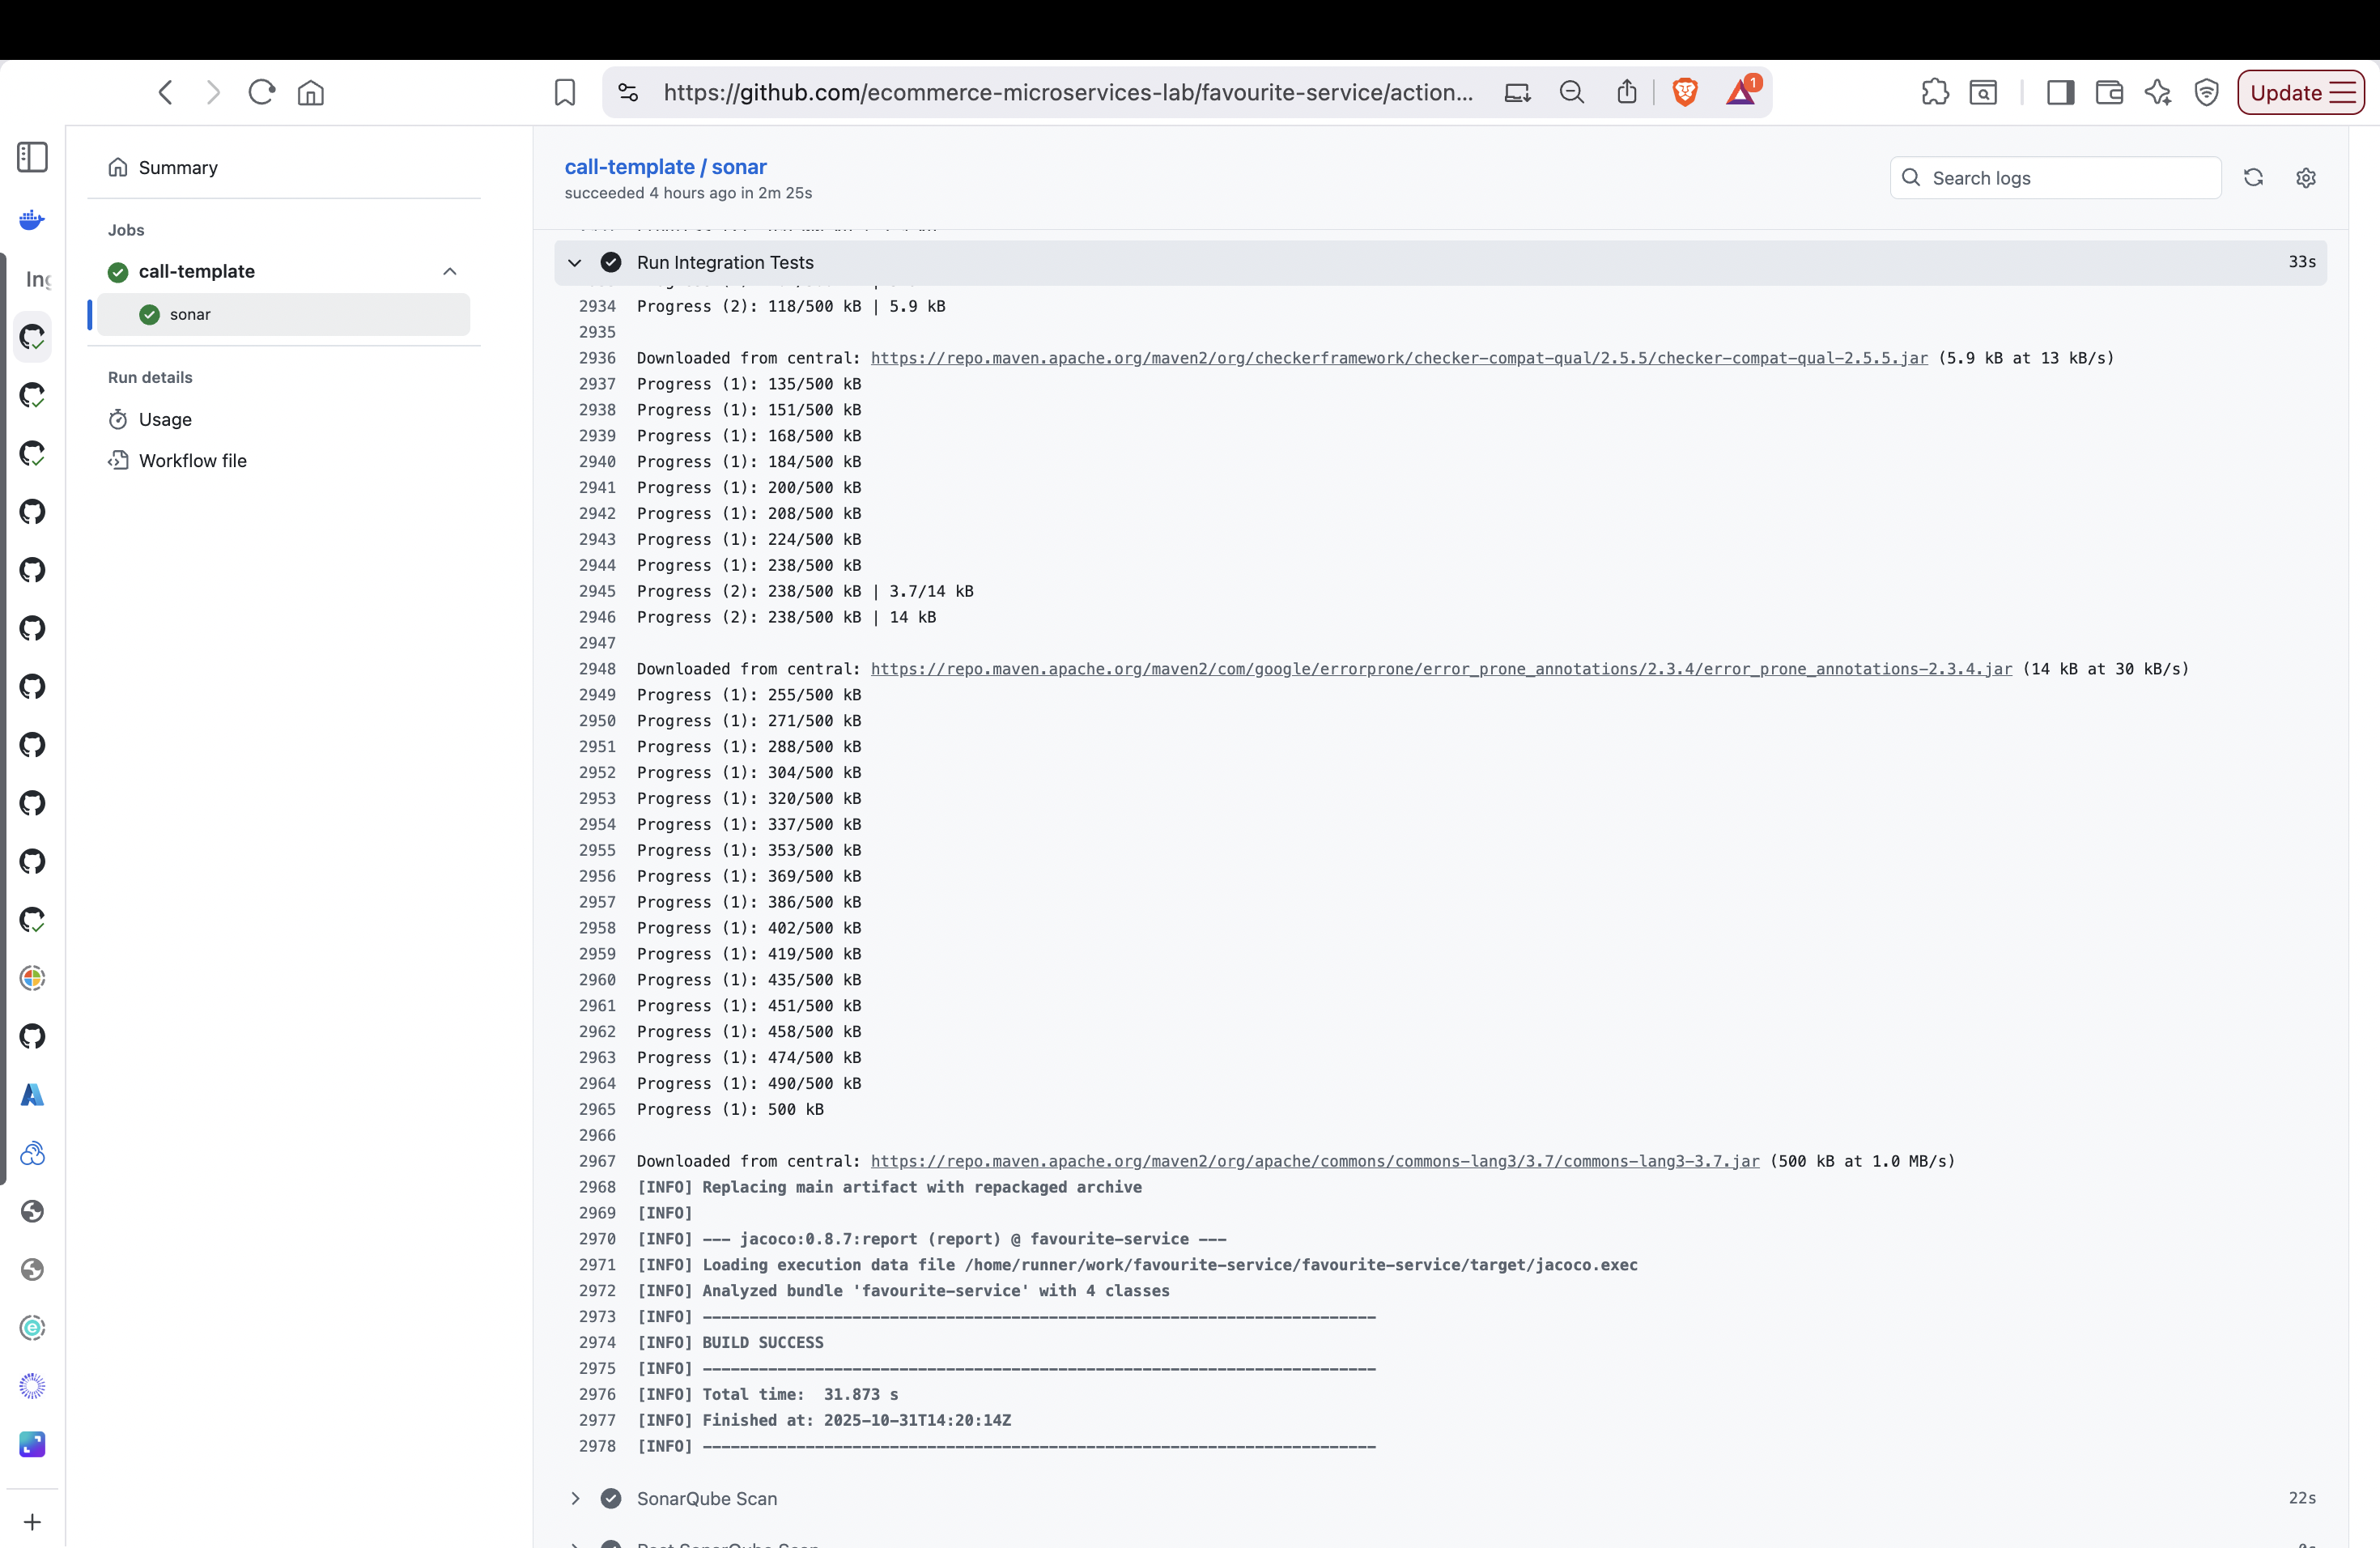 https://github.com/ecommerce-microservices-lab/favourite-service/action...
1
Update
Summary
Jobs
call-template
sonar
Run details
Usage
Workflow file
call-template / sonar
succeeded 4 hours ago in 2m 25s
Search logs
Run Integration Tests
33s
2934 Progress (2): 118/500 kB | 5.9 kB
2935
2936 Downloaded from central: https://repo.maven.apache.org/maven2/org/checkerframework/checker-compat-qual/2.5.5/checker-compat-qual-2.5.5.jar (5.9 kB at 13 kB/s)
2937 Progress (1): 135/500 kB
2938 Progress (1): 151/500 kB
2939 Progress (1): 168/500 kB
2940 Progress (1): 184/500 kB
2941 Progress (1): 200/500 kB
2942 Progress (1): 208/500 kB
2943 Progress (1): 224/500 kB
2944 Progress (1): 238/500 kB
2945 Progress (2): 238/500 kB | 3.7/14 kB
2946 Progress (2): 238/500 kB | 14 kB
2947
2948 Downloaded from central: https://repo.maven.apache.org/maven2/com/google/errorprone/error_prone_annotations/2.3.4/error_prone_annotations-2.3.4.jar (14 kB at 30 kB/s)
2949 Progress (1): 255/500 kB
2950 Progress (1): 271/500 kB
2951 Progress (1): 288/500 kB
2952 Progress (1): 304/500 kB
2953 Progress (1): 320/500 kB
2954 Progress (1): 337/500 kB
2955 Progress (1): 353/500 kB
2956 Progress (1): 369/500 kB
2957 Progress (1): 386/500 kB
2958 Progress (1): 402/500 kB
2959 Progress (1): 419/500 kB
2960 Progress (1): 435/500 kB
2961 Progress (1): 451/500 kB
2962 Progress (1): 458/500 kB
2963 Progress (1): 474/500 kB
2964 Progress (1): 490/500 kB
2965 Progress (1): 500 kB
2966
2967 Downloaded from central: https://repo.maven.apache.org/maven2/org/apache/commons/commons-lang3/3.7/commons-lang3-3.7.jar (500 kB at 1.0 MB/s)
2968 [INFO] Replacing main artifact with repackaged archive
2969 [INFO]
2970 [INFO] --- jacoco:0.8.7:report (report) @ favourite-service ---
2971 [INFO] Loading execution data file /home/runner/work/favourite-service/favourite-service/target/jacoco.exec
2972 [INFO] Analyzed bundle 'favourite-service' with 4 classes
2973 [INFO] ------------------------------------------------------------------------
2974 [INFO] BUILD SUCCESS
2975 [INFO] ------------------------------------------------------------------------
2976 [INFO] Total time:  31.873 s
2977 [INFO] Finished at: 2025-10-31T14:20:14Z
2978 [INFO] ------------------------------------------------------------------------
SonarQube Scan
22s